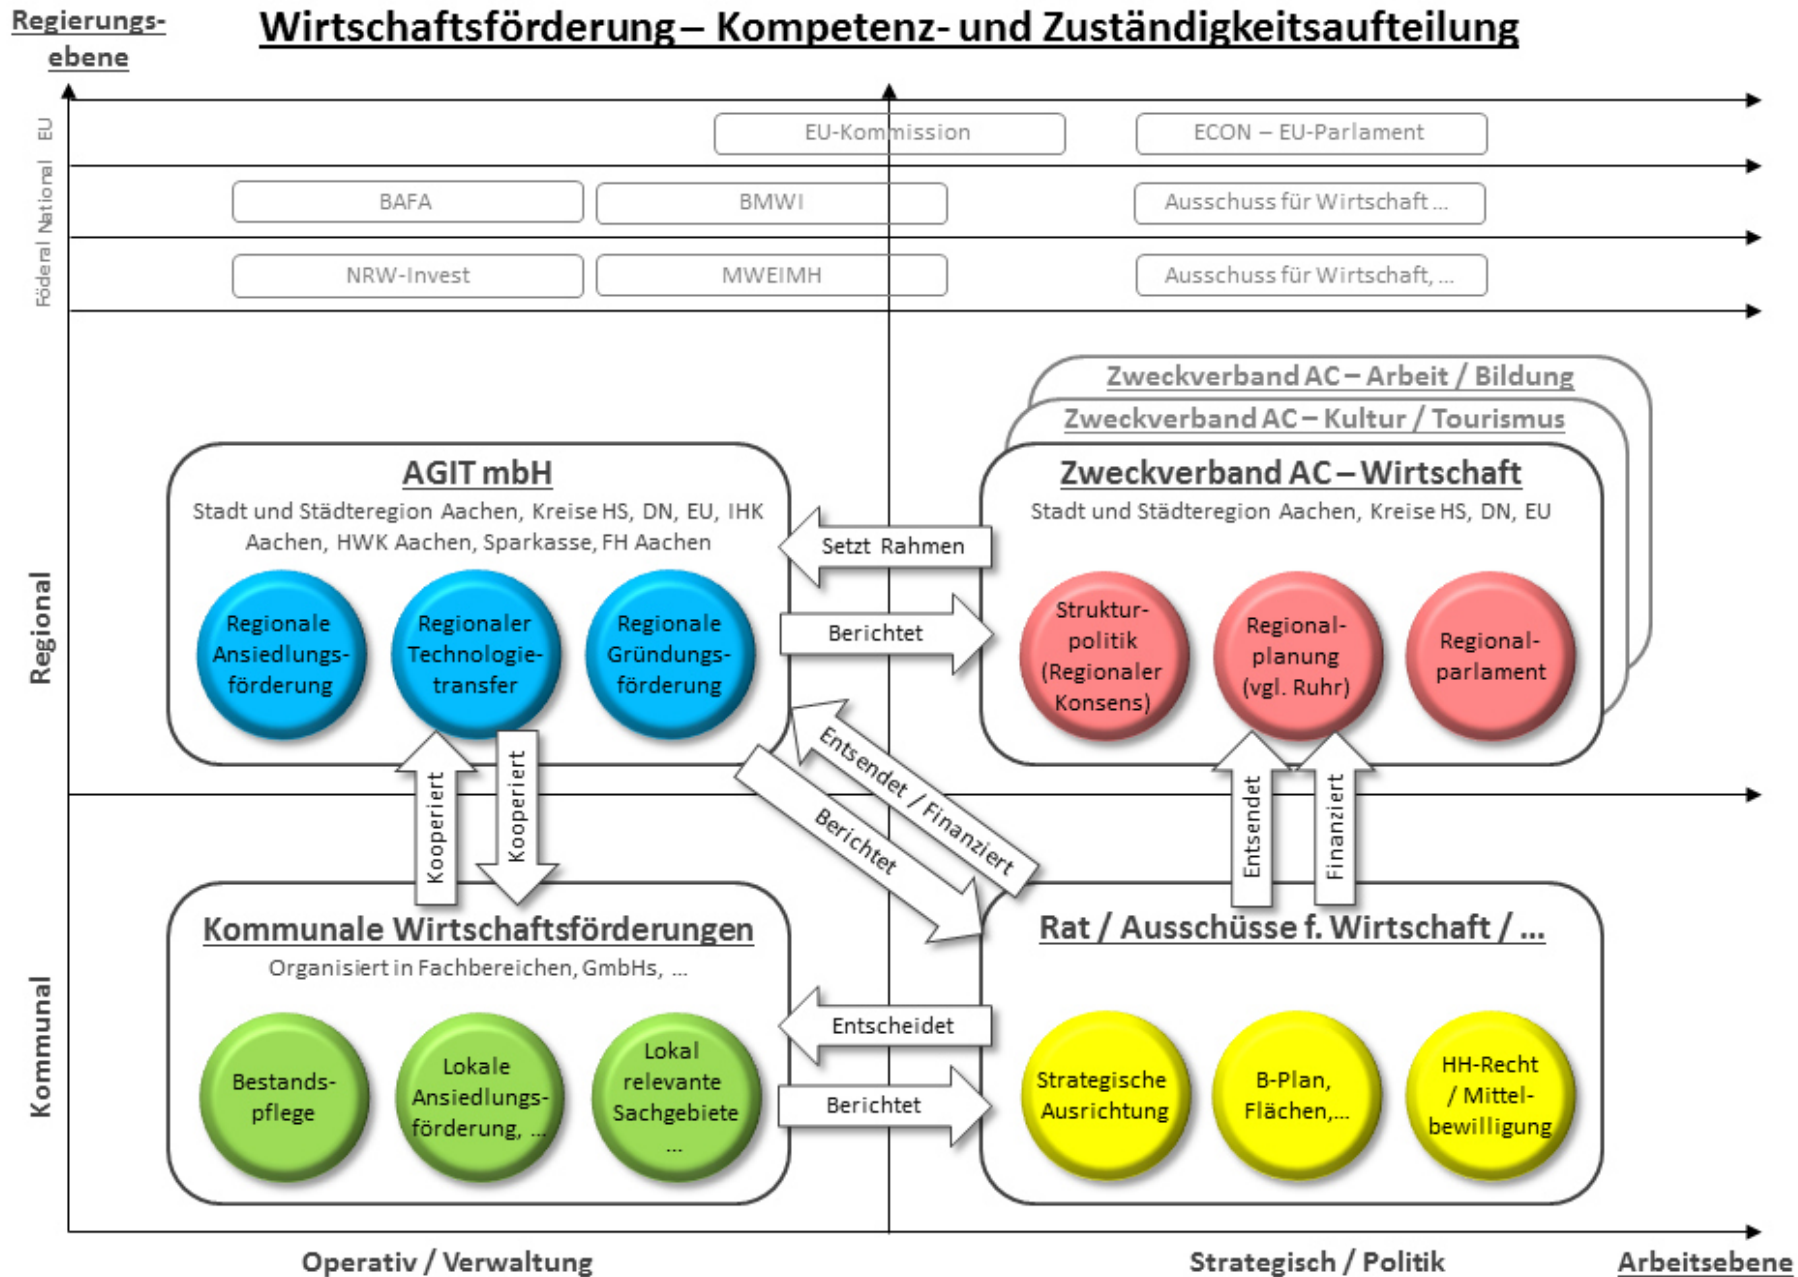 Regierungs-
ebene
Wirtschaftsförderung – Kompetenz- und Zuständigkeitsaufteilung
EU
EU-Kommission
ECON – EU-Parlament
National
BAFA
BMWI
Ausschuss für Wirtschaft ...
Föderal
NRW-Invest
MWEIMH
Ausschuss für Wirtschaft, ...
Regional
Zweckverband AC – Arbeit / Bildung
Zweckverband AC – Kultur / Tourismus
AGIT mbH
Stadt und Städteregion Aachen, Kreise HS, DN, EU, IHK
Aachen, HWK Aachen, Sparkasse, FH Aachen
Regionale
Ansiedlungs-
förderung
Regionaler
Technologie-
transfer
Regionale
Gründungs-
förderung
Setzt Rahmen
Berichtet
Zweckverband AC – Wirtschaft
Stadt und Städteregion Aachen, Kreise HS, DN, EU
Struktur-
politik
(Regionaler
Konsens)
Regional-
planung
(vgl. Ruhr)
Regional-
parlament
Kooperiert
Kooperiert
Entsendet / Finanziert
Berichtet
Entsendet
Finanziert
Kommunal
Kommunale Wirtschaftsförderungen
Organisiert in Fachbereichen, GmbHs, ...
Bestands-
pflege
Lokale
Ansiedlungs-
förderung, ...
Lokal
relevante
Sachgebiete
...
Entscheidet
Berichtet
Rat / Ausschüsse f. Wirtschaft / ...
Strategische
Ausrichtung
B-Plan,
Flächen,...
HH-Recht
/ Mittel-
bewilligung
Operativ / Verwaltung
Strategisch / Politik
Arbeitsebene